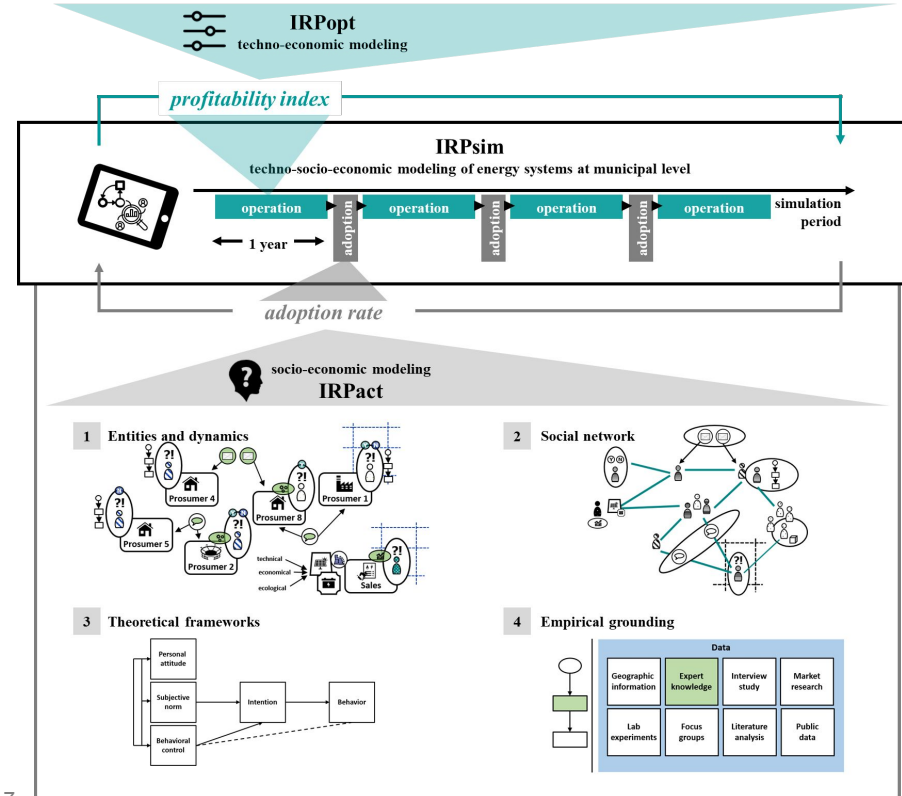 IRPopt
techno-economic modeling
profitability index
IRPsim
techno-socio-economic modeling of energy systems at municipal level
operation
adoption
operation
adoption
operation
adoption
operation
simulation
period
1 year
adoption rate
socio-economic modeling
IRPact
1 Entities and dynamics
?!
Prosumer 4
?!
Prosumer 8
?!
Prosumer 1
?!
Prosumer 5
?!
Prosumer 2
technical
economical
ecological
?!
Sales
2 Social network
Y N
?!
3 Theoretical frameworks
Personal
attitude
Subjective
norm
Behavioral
control
Intention
Behavior
4 Empirical grounding
Data
Geographic
information
Expert
knowledge
Interview
study
Market
research
Lab
experiments
Focus
groups
Literature
analysis
Public
data
7